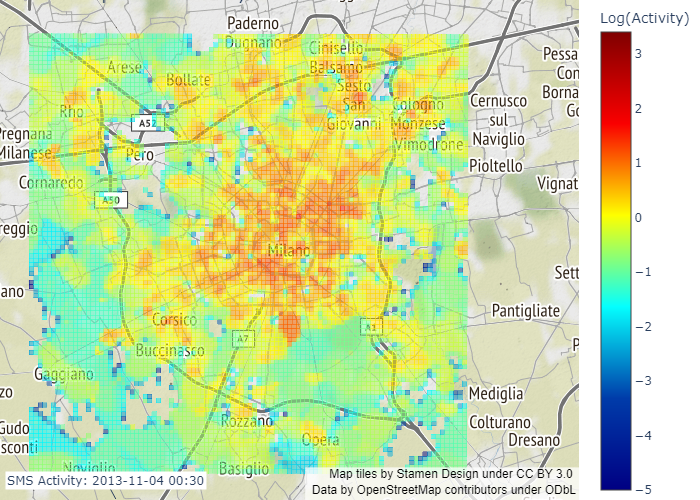 Log(Activity)
3
2
1
0
−1
−2
−3
−4
−5
Paderno
Dugnano
Cinisello
Balsamo
Arese
Bollate
Sesto
San
Giovanni
Rho
Cologno
Monzese
Cernusco
sul
Naviglio
Pessa
Con
Borna
Go
A52
Pregnana
Milanese
Pero
Vimodrone
Pioltello
Cornaredo
Vignat
A50
reggio
Milano
Sett
ano
Pantigliate
Corsico
A7
A1
P
Buccinasco
Gaggiano
Mediglia
zo
Rozzano
Colturano
Gudo
sconti
Opera
Dresano
Noviglio
Basiglio
SMS Activity: 2013-11-04 00:30
Map tiles by Stamen Design under CC BY 3.0
Data by OpenStreetMap contributors under ODbL